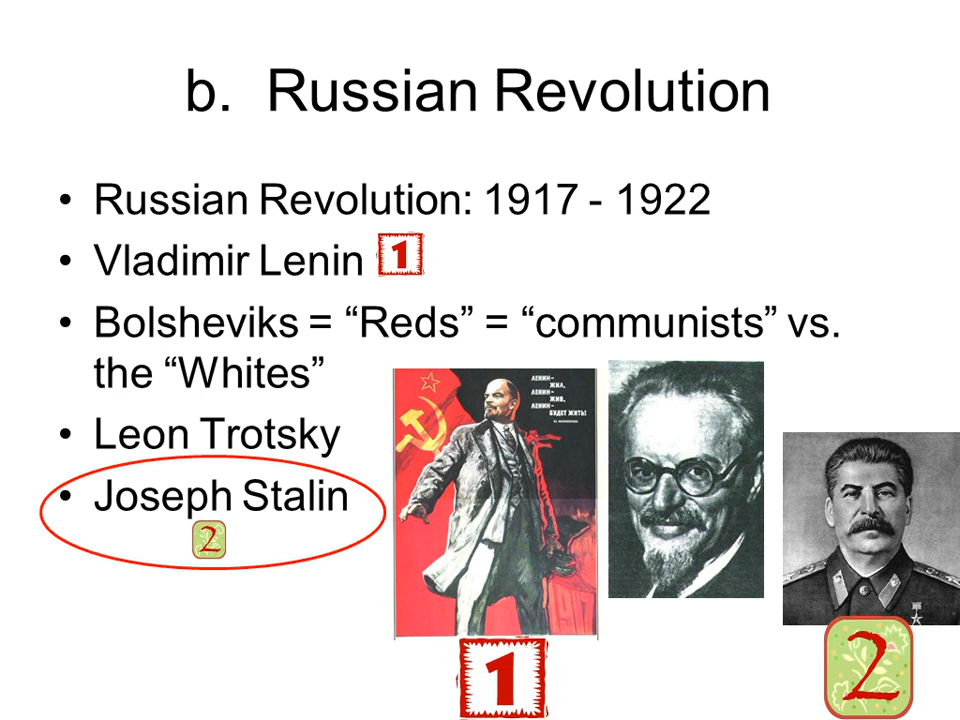 b. Russian Revolution
• Russian Revolution: 1917 - 1922
• Vladimir Lenin 1
• Bolsheviks = “Reds” = “communists” vs.
the “Whites”
• Leon Trotsky
• Joseph Stalin
2
ЛЕНИН–
ЖИЛ,
ЛЕНИН–
ЖИВ,
ЛЕНИН–
БУДЕТ ЖИТЬ!
1
2